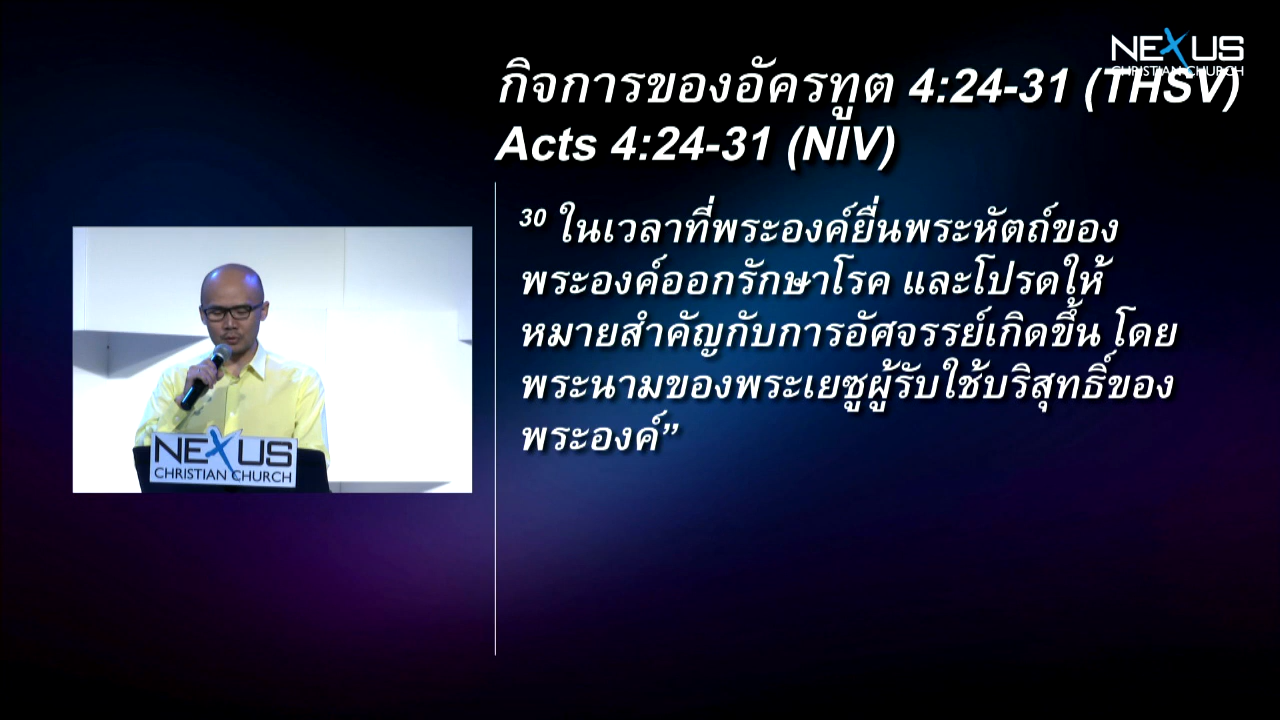 NEXUS
CHRISTIAN CHURCH
กิจการของอัครทูต 4:24-31 (THSV)
Acts 4:24-31 (NIV)
30 ในเวลาที่พระองค์ยื่นพระหัตถ์ของ
พระองค์ออกรักษาโรค และโปรดให้
หมายสำคัญกับการอัศจรรย์เกิดขึ้น โดย
พระนามของพระเยซูผู้รับใช้บริสุทธิ์ของ
พระองค์”
NEXUS
CHRISTIAN CHURCH